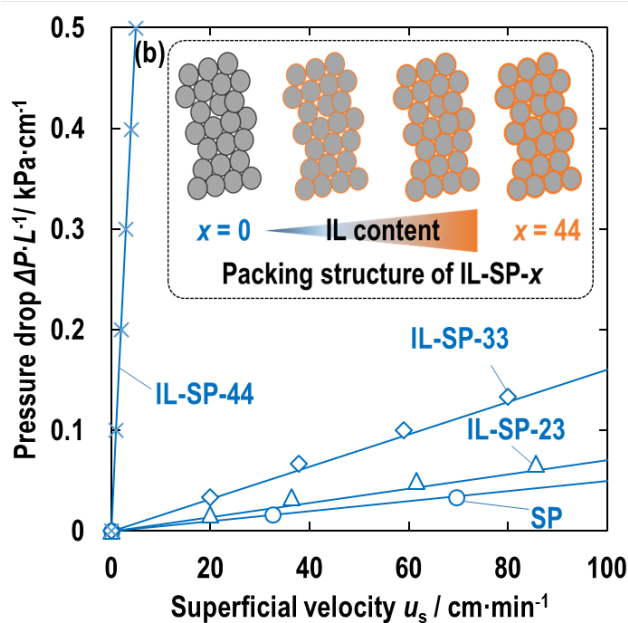 0.5
(b)
0.4
0.3
0.2
0.1
0
Pressure drop ΔP·L⁻¹/ kPa·cm⁻¹
x = 0
IL content
x = 44
Packing structure of IL-SP-x
IL-SP-33
IL-SP-44
IL-SP-23
SP
0 20 40 60 80 100
Superficial velocity uₛ / cm·min⁻¹